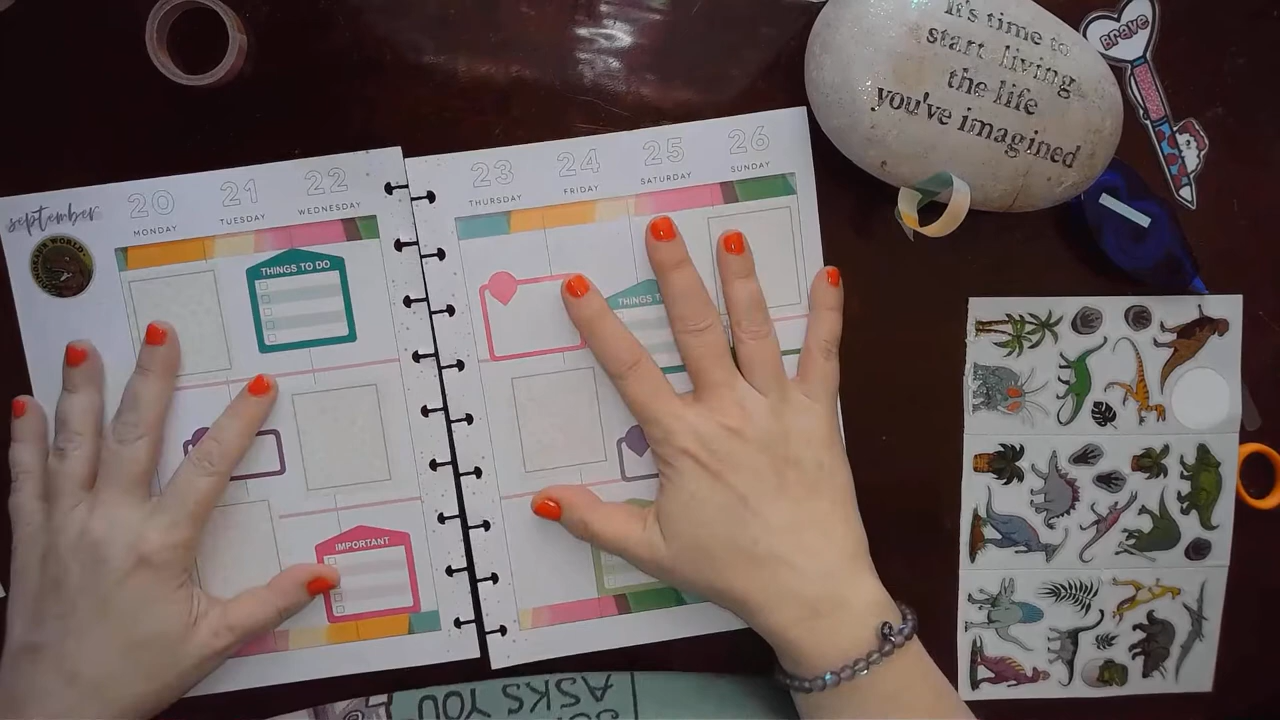 It's time to
start living
the life
you've imagined
Brave
september
20
MONDAY
21
TUESDAY
22
WEDNESDAY
23
THURSDAY
24
FRIDAY
25
SATURDAY
26
SUNDAY
WORLD
THINGS TO DO
THINGS T
IMPORTANT
ASKS YOU